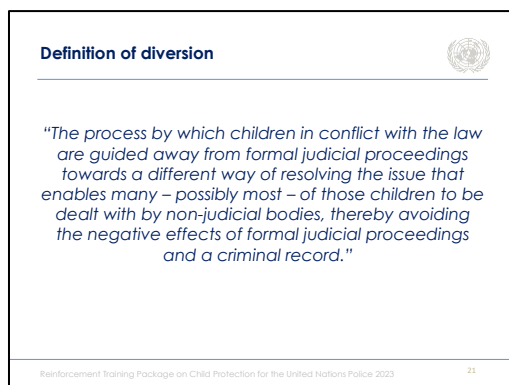 Definition of diversion
“The process by which children in conflict with the law
are guided away from formal judicial proceedings
towards a different way of resolving the issue that
enables many – possibly most – of those children to be
dealt with by non-judicial bodies, thereby avoiding
the negative effects of formal judicial proceedings
and a criminal record.”
Reinforcement Training Package on Child Protection for the United Nations Police 2023
21